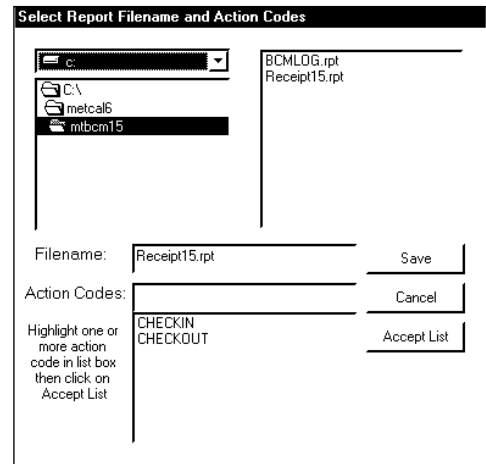 Select Report Filename and Action Codes
c:
C:\
metcal6
mtbcm15
BCMLOG.rpt
Receipt15.rpt
Filename:
Receipt15.rpt
Save
Action Codes:
Cancel
Highlight one or
more action
code in list box
then click on
Accept List
CHECKIN
CHECKOUT
Accept List